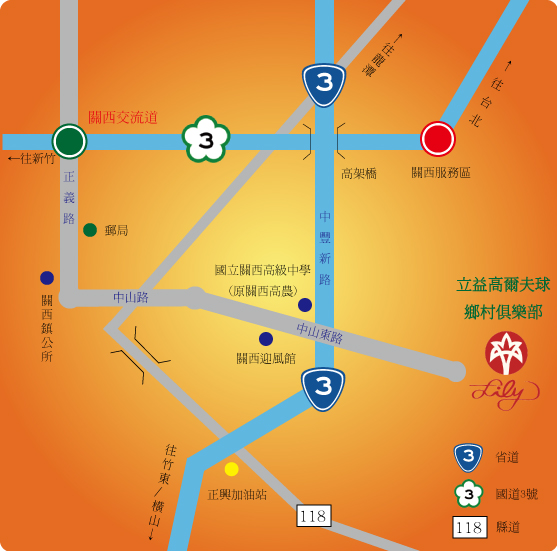 ↑往龍潭
3
↑往台北
關西交流道
3
←往新竹
高架橋
關西服務區
正義路
郵局
中豐新路
國立關西高級中學
(原關西高農)
關西鎮公所
中山路
中山東路
關西迎風館
立益高爾夫球
鄉村俱樂部
Lily
3
往竹東/橫山↓
正興加油站
118
3 省道
3 國道3號
118 縣道